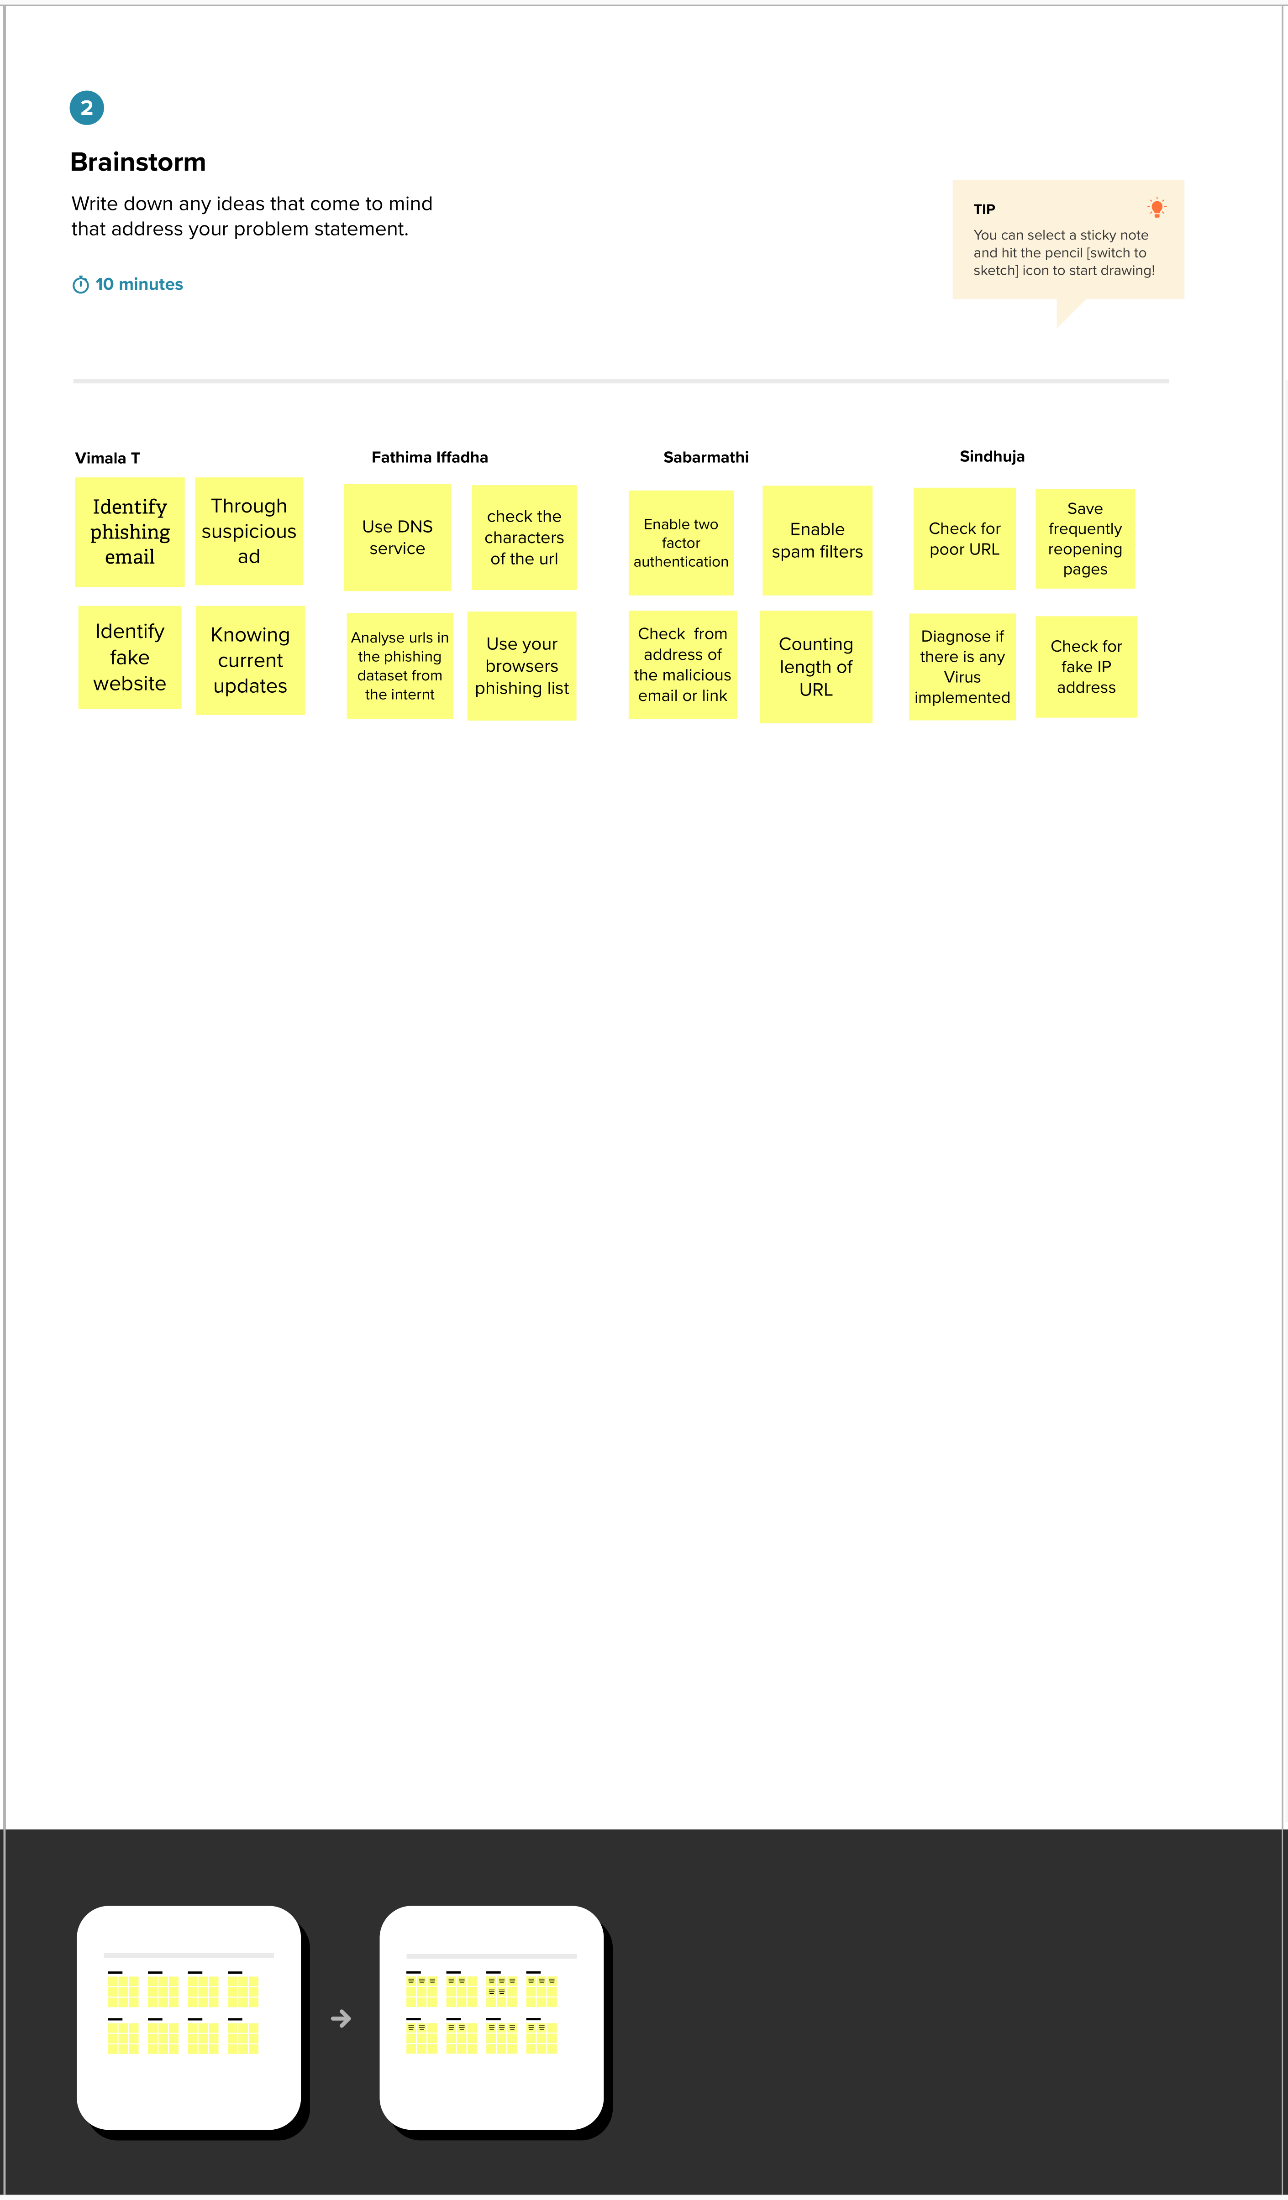 2
Brainstorm
Write down any ideas that come to mind
that address your problem statement.
10 minutes
TIP
You can select a sticky note
and hit the pencil [switch to
sketch] icon to start drawing!
Vimala T
Identify
phishing
email
Through
suspicious
ad
Identify
fake
website
Knowing
current
updates
Fathima Iffadha
Use DNS
service
check the
characters
of the url
Analyse urls in
the phishing
dataset from
the internt
Use your
browsers
phishing list
Sabarmathi
Enable two
factor
authentication
Enable
spam filters
Check  from
address of
the malicious
email or link
Counting
length of
URL
Sindhuja
Check for
poor URL
Save
frequently
reopening
pages
Diagnose if
there is any
Virus
implemented
Check for
fake IP
address